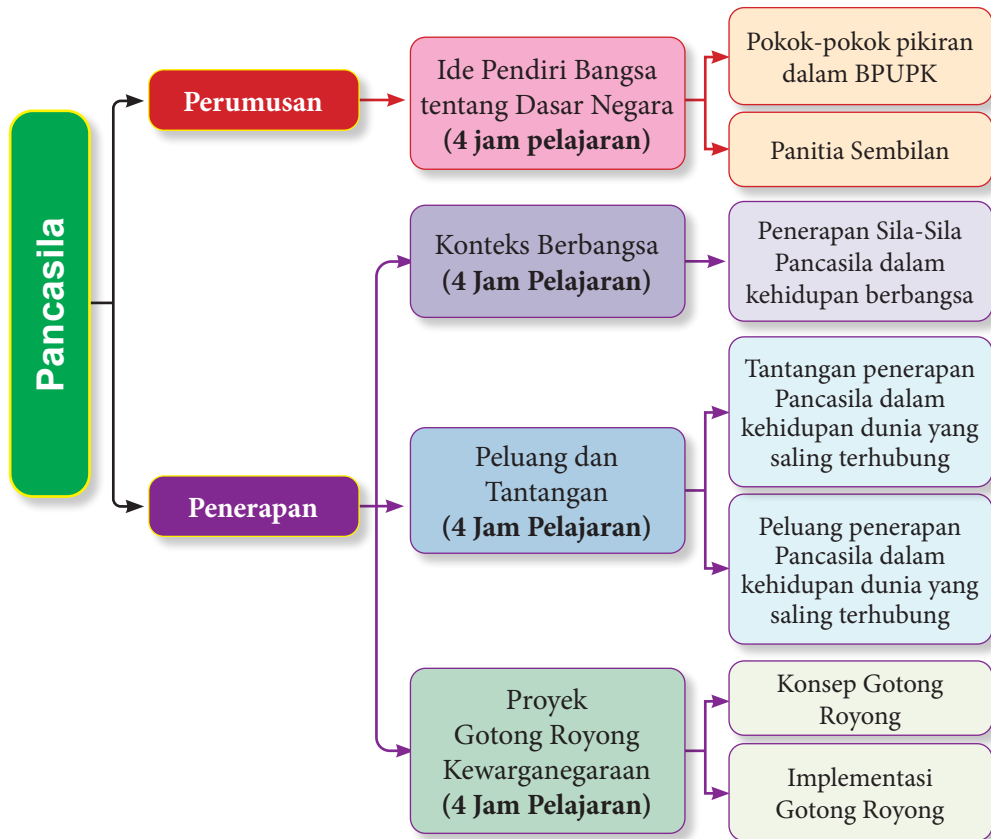 Pancasila
Perumusan
Ide Pendiri Bangsa
tentang Dasar Negara
(4 jam pelajaran)
Pokok-pokok pikiran
dalam BPUPK
Panitia Sembilan
Penerapan
Konteks Berbangsa
(4 Jam Pelajaran)
Penerapan Sila-Sila
Pancasila dalam
kehidupan berbangsa
Peluang dan
Tantangan
(4 Jam Pelajaran)
Tantangan penerapan
Pancasila dalam
kehidupan dunia yang
saling terhubung
Peluang penerapan
Pancasila dalam
kehidupan dunia yang
saling terhubung
Proyek
Gotong Royong
Kewarganegaraan
(4 Jam Pelajaran)
Konsep Gotong
Royong
Implementasi
Gotong Royong